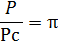 P/Pc = π